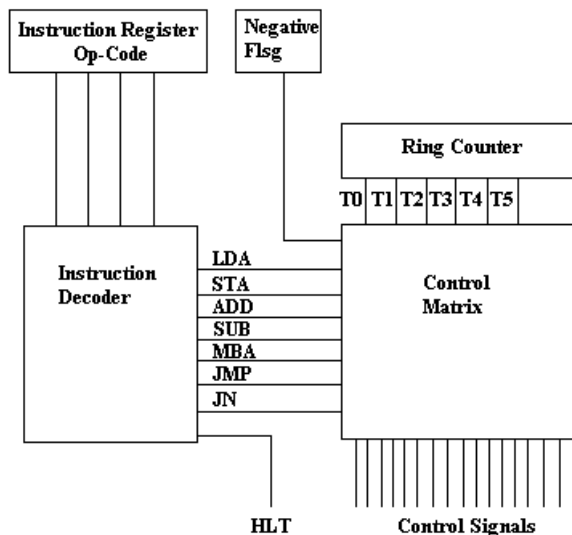 Instruction Register
Op-Code
Negative
Flsg
Ring Counter
T0 T1 T2 T3 T4 T5
Instruction
Decoder
LDA
STA
ADD
SUB
MBA
JMP
JN
Control
Matrix
HLT
Control Signals